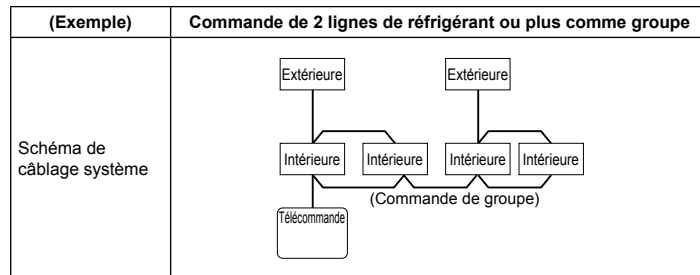 (Exemple)
Commande de 2 lignes de réfrigérant ou plus comme groupe
Schéma de
câblage système
Extérieure
Extérieure
Intérieure
Intérieure
Intérieure
Intérieure
(Commande de groupe)
Télécommande